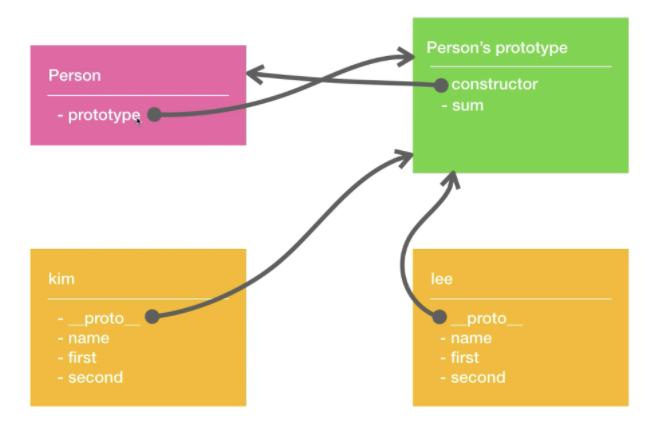 Person
- prototype
Person's prototype
constructor
- sum
kim
- __proto__
- name
- first
- second
lee
__proto__
- name
- first
- second